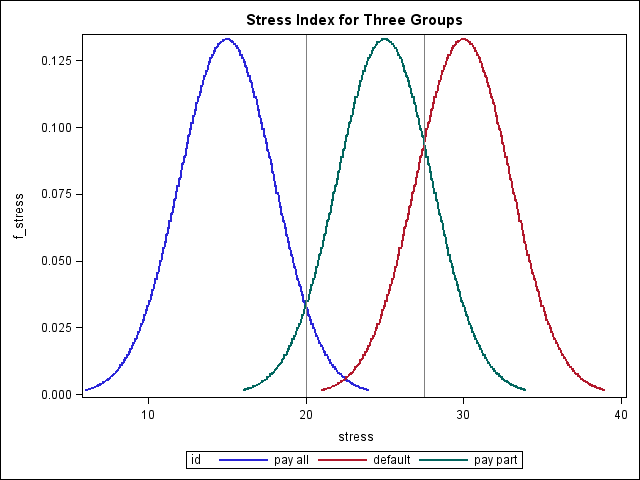 Stress Index for Three Groups
0.125
0.100
0.075
0.050
0.025
0.000
f_stress
10 20 30 40
stress
id pay all default pay part